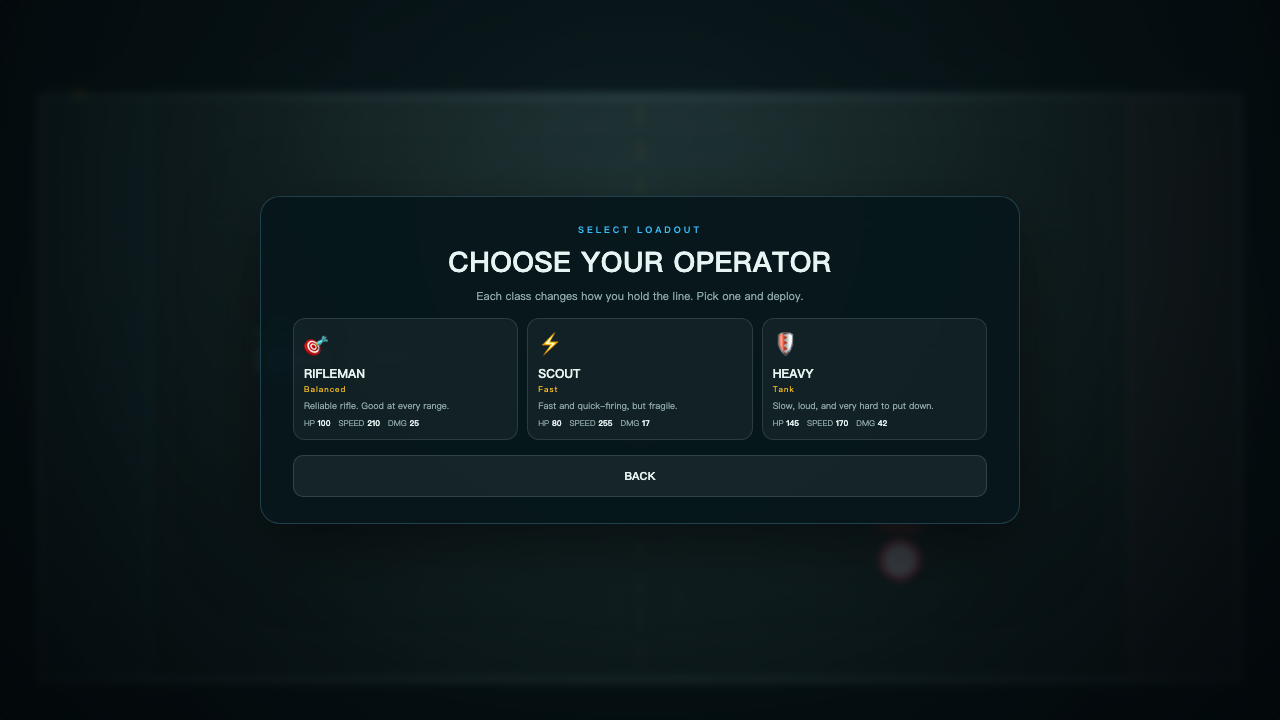 SELECT LOADOUT
CHOOSE YOUR OPERATOR
Each class changes how you hold the line. Pick one and deploy.
RIFLEMAN
Balanced
Reliable rifle. Good at every range.
HP 100 SPEED 210 DMG 25
SCOUT
Fast
Fast and quick-firing, but fragile.
HP 80 SPEED 255 DMG 17
HEAVY
Tank
Slow, loud, and very hard to put down.
HP 145 SPEED 170 DMG 42
BACK